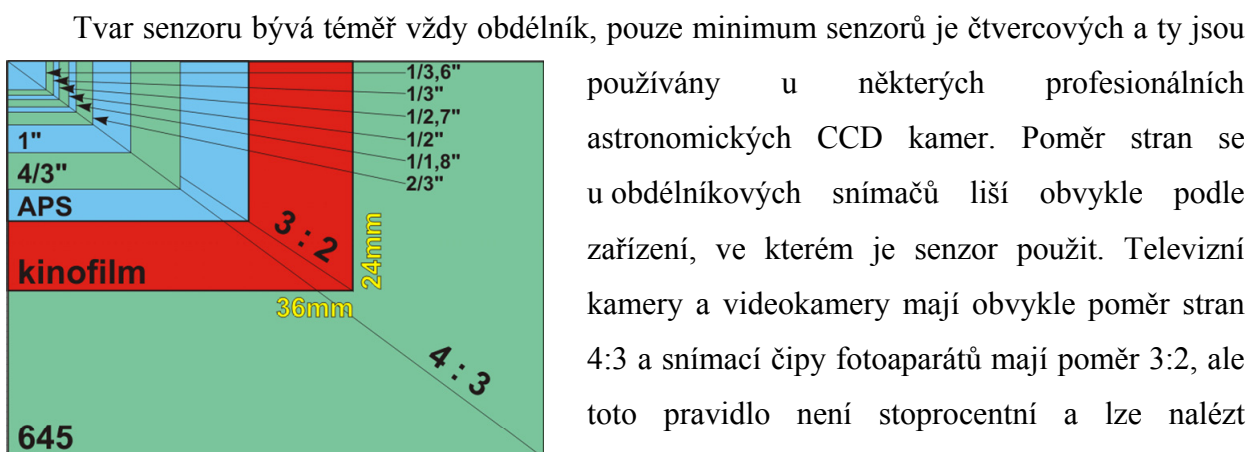 Tvar senzoru bývá téměř vždy obdélník, pouze minimum senzorů je čtvercových a ty jsou
používány u některých profesionálních
astronomických CCD kamer. Poměr stran se
u obdélníkových snímačů liší obvykle podle
zařízení, ve kterém je senzor použit. Televizní
kamery a videokamery mají obvykle poměr stran
4:3 a snímací čipy fotoaparátů mají poměr 3:2, ale
toto pravidlo není stoprocentní a lze nalézt
1/3,6"
1/3"
1/2,7"
1/2"
1/1,8"
2/3"
1"
4/3"
APS
kinofilm
3 : 2
24mm
36mm
4 : 3
645